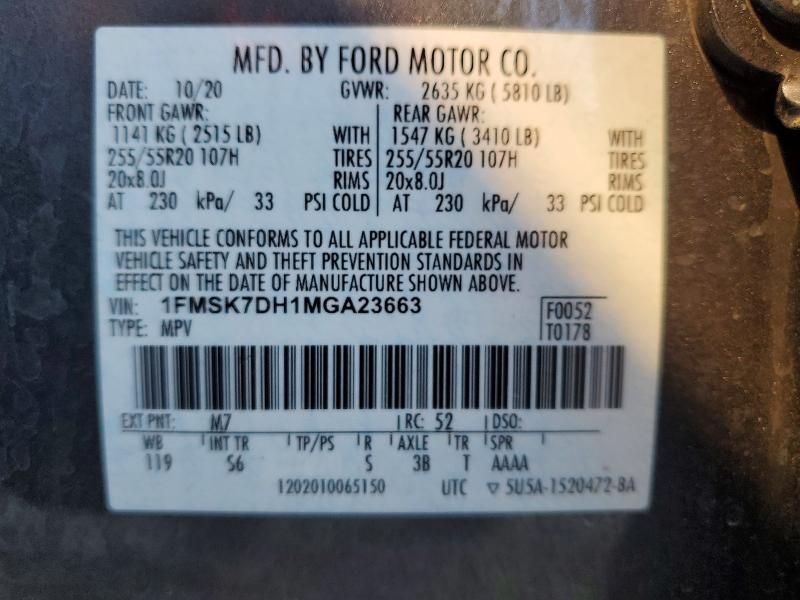 MFD. BY FORD MOTOR CO.
DATE: 10/20 GVWR: 2635 KG ( 5810 LB)
FRONT GAWR: REAR GAWR:
1141 KG ( 2515 LB) WITH 1547 KG ( 3410 LB) WITH
255/55R20 107H TIRES 255/55R20 107H TIRES
20x8.0J RIMS 20x8.0J RIMS
AT 230 kPa/ 33 PSI COLD AT 230 kPa/ 33 PSI COLD
THIS VEHICLE CONFORMS TO ALL APPLICABLE FEDERAL MOTOR
VEHICLE SAFETY AND THEFT PREVENTION STANDARDS IN
EFFECT ON THE DATE OF MANUFACTURE SHOWN ABOVE.
VIN: 1FMSK7DH1MGA23663 F0052
TYPE: MPV T0178
EXT PNT: M7 RC: 52 DSO:
WB INT TR TP/PS R AXLE TR SPR
119 S6 S 3B T AAAA
1202010065150 UTC ▽ 5U5A-1520472-BA